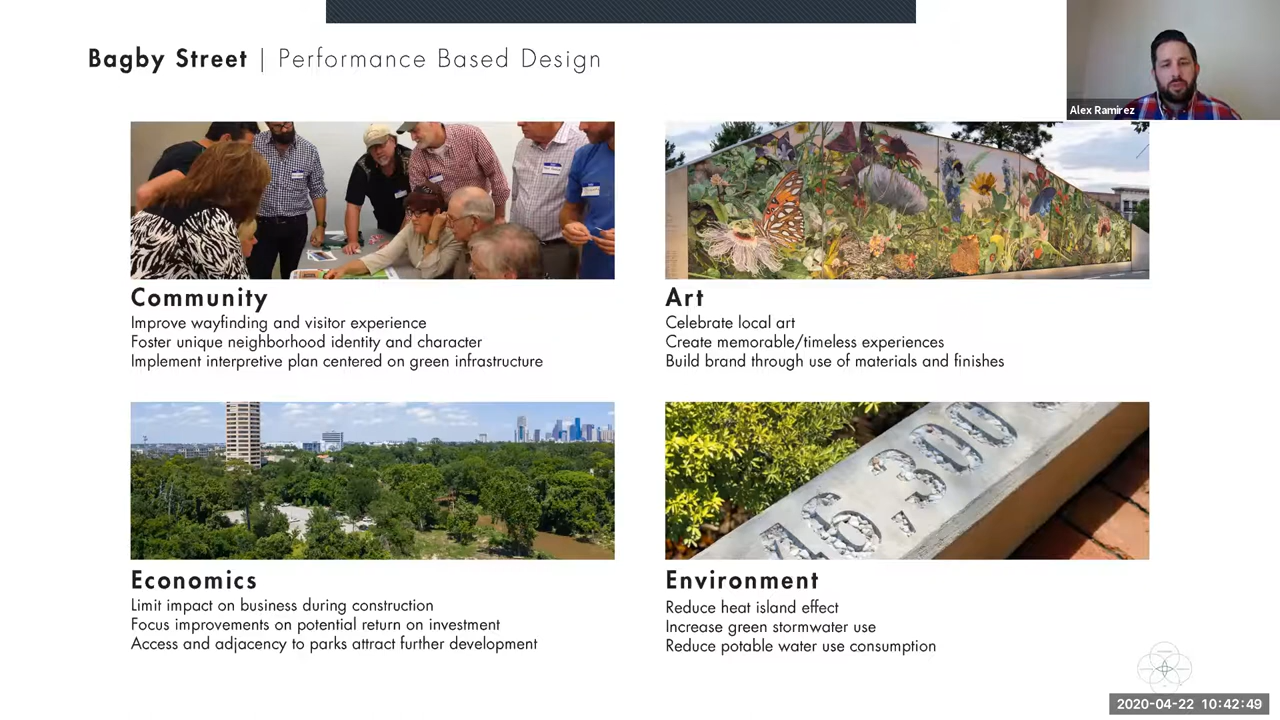 Bagby Street | Performance Based Design
Alex Ramirez
Community
Improve wayfinding and visitor experience
Foster unique neighborhood identity and character
Implement interpretive plan centered on green infrastructure
Art
Celebrate local art
Create memorable/timeless experiences
Build brand through use of materials and finishes
Economics
Limit impact on business during construction
Focus improvements on potential return on investment
Access and adjacency to parks attract further development
46,300
Environment
Reduce heat island effect
Increase green stormwater use
Reduce potable water use consumption
2020-04-22 10:42:49